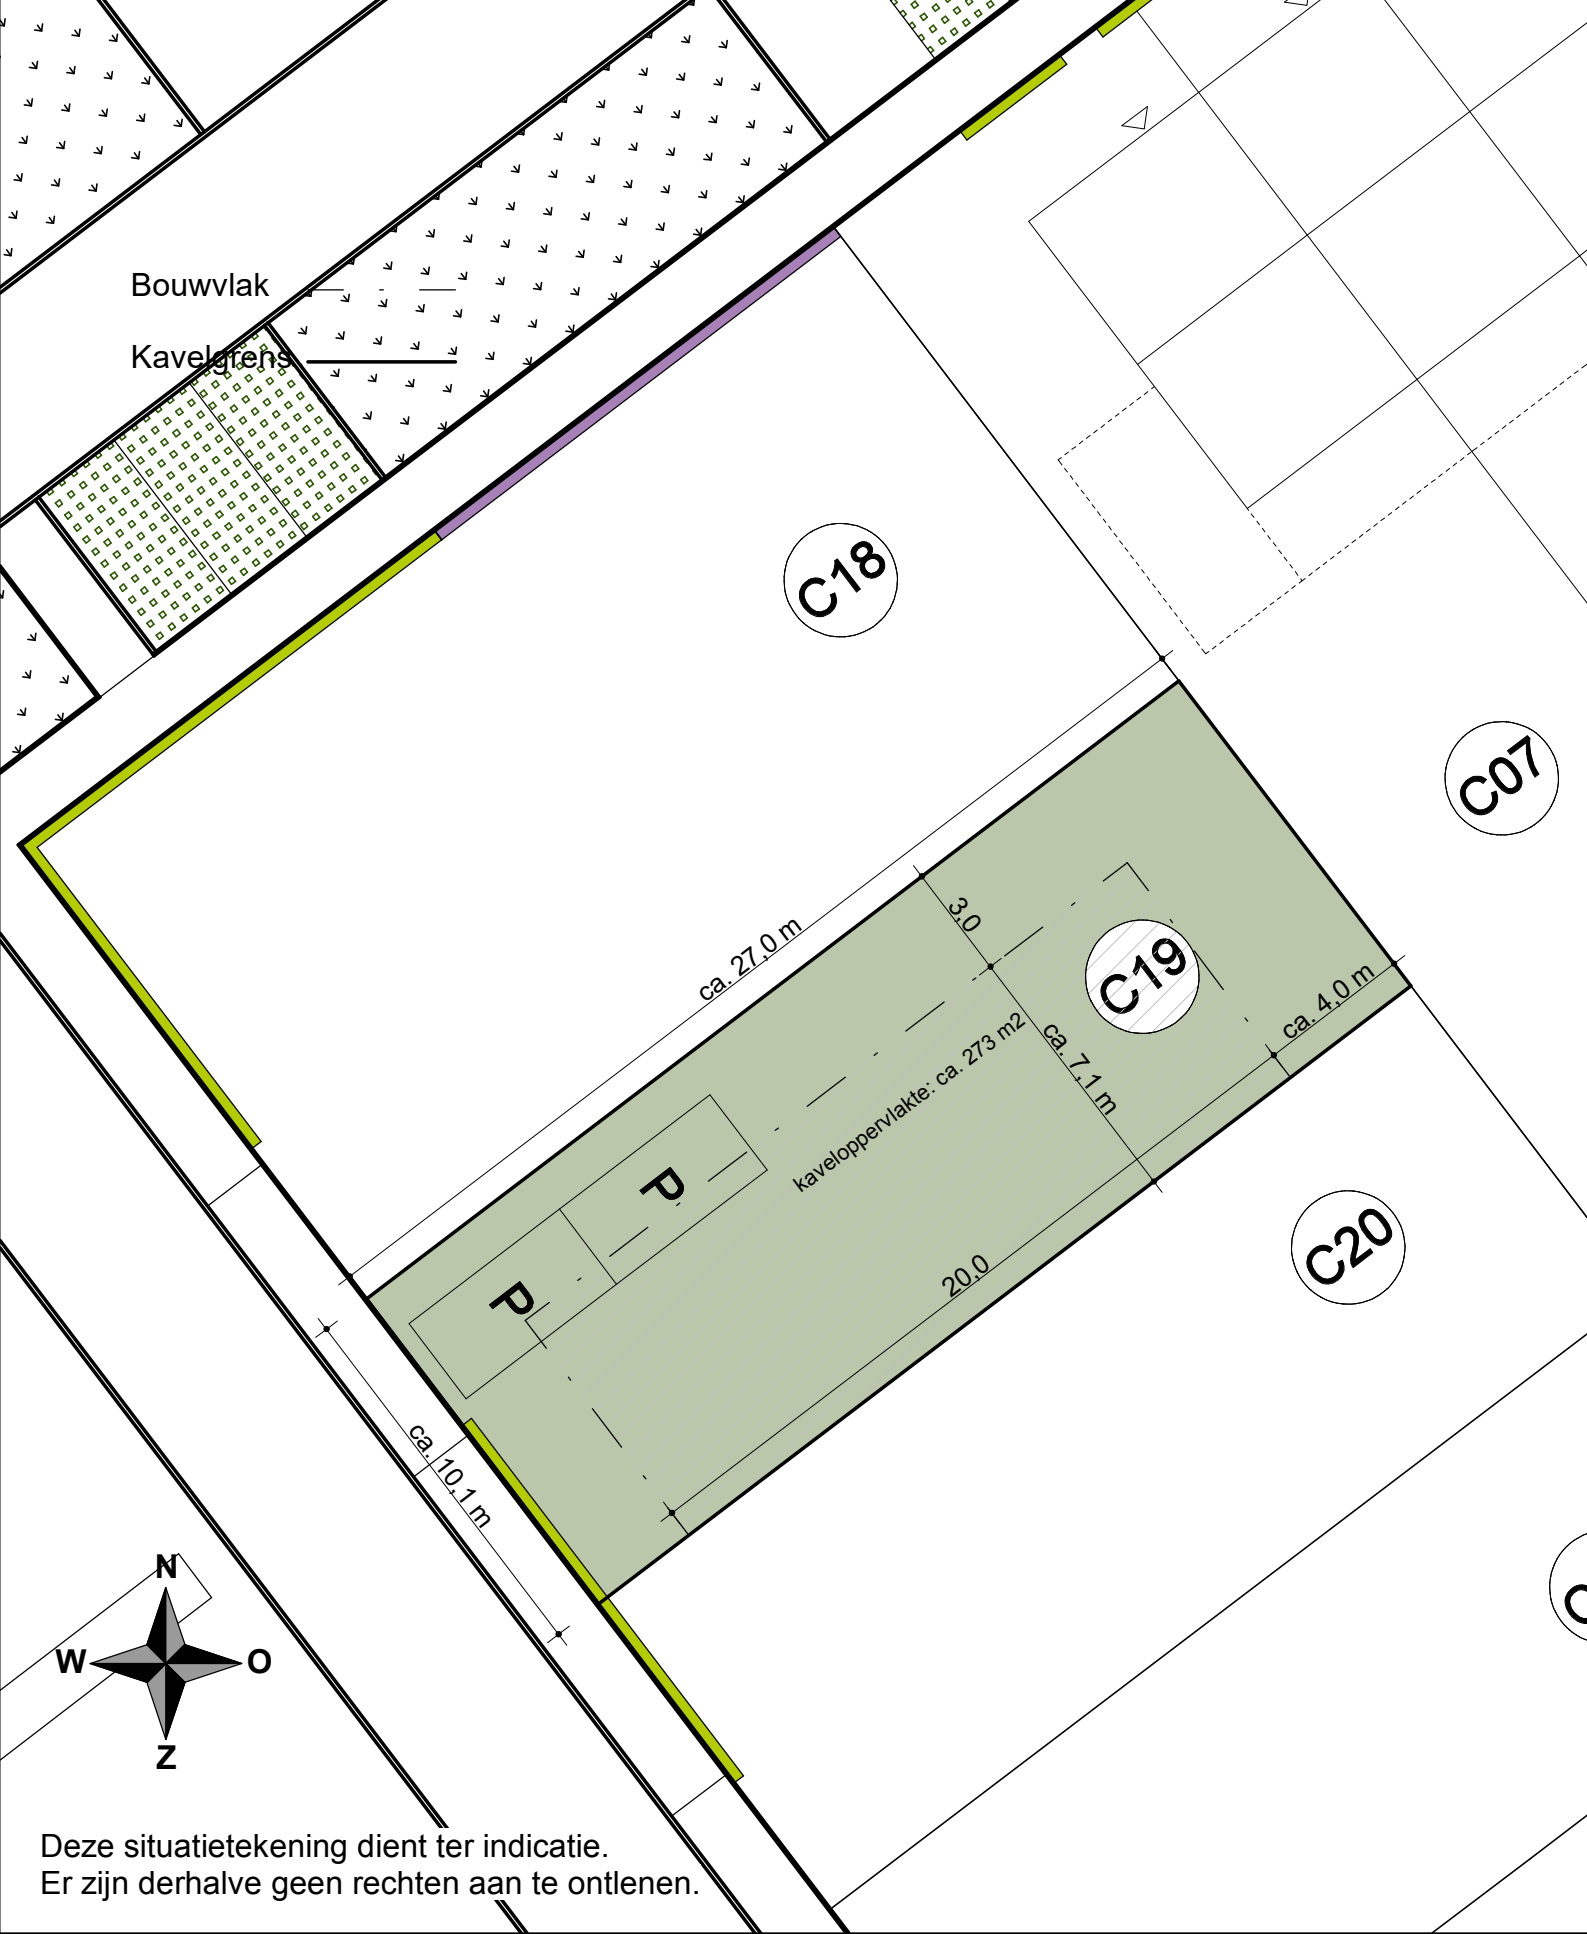 Bouwvlak
Kavelgrens
C18
C07
ca. 27,0 m
3,0
C19
ca. 4,0 m
kaveloppervlakte: ca. 273 m2
ca. 7,1 m
P
P
20,0
C20
ca. 10,1 m
N
W
O
Z
Deze situatietekening dient ter indicatie.
Er zijn derhalve geen rechten aan te ontlenen.